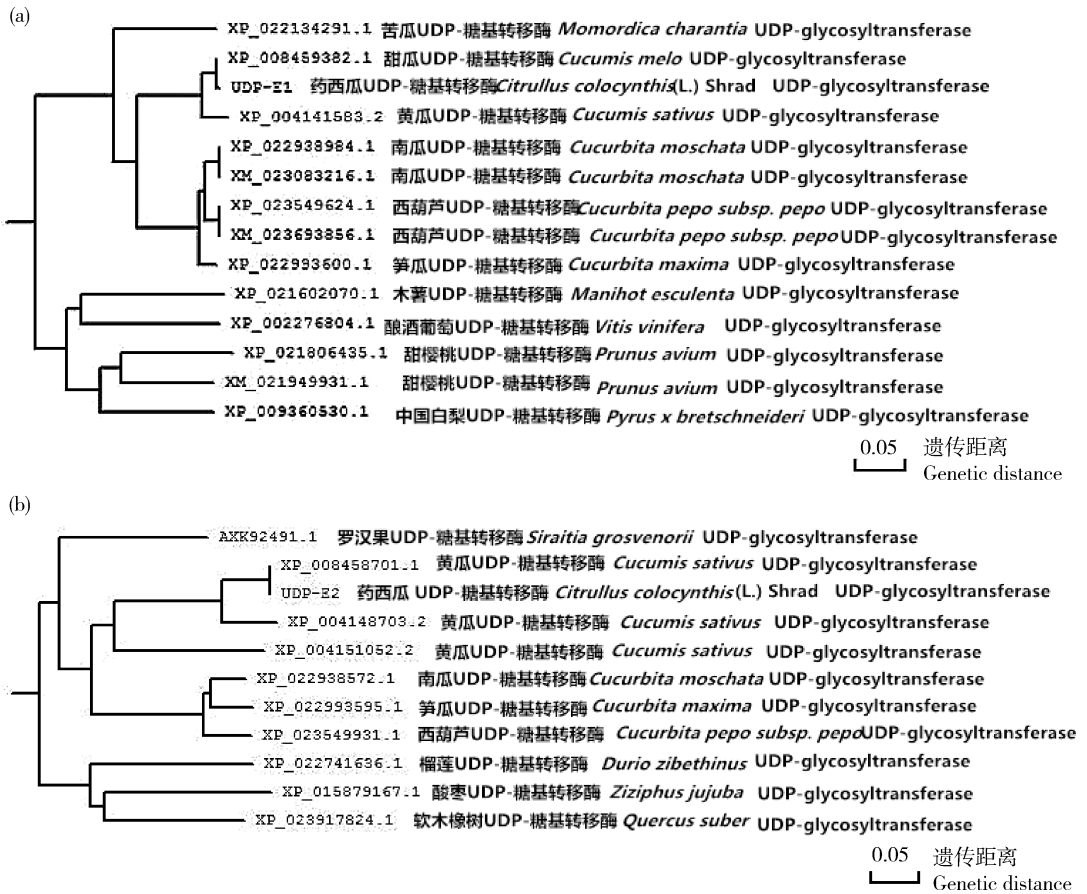 (a)
XP_022134291.1 苦瓜UDP-糖基转移酶 Momordica charantia UDP-glycosyltransferase
XP_008459382.1 甜瓜UDP-糖基转移酶 Cucumis melo UDP-glycosyltransferase
UDP-E1 药西瓜UDP-糖基转移酶Citrullus colocynthis(L.) Shrad UDP-glycosyltransferase
XP_004141583.2 黄瓜UDP-糖基转移酶 Cucumis sativus UDP-glycosyltransferase
XP_022938984.1 南瓜UDP-糖基转移酶 Cucurbita moschata UDP-glycosyltransferase
XM_023083216.1 南瓜UDP-糖基转移酶 Cucurbita moschata UDP-glycosyltransferase
XP_023549624.1 西葫芦UDP-糖基转移酶Cucurbita pepo subsp. pepo UDP-glycosyltransferase
XM_023693856.1 西葫芦UDP-糖基转移酶 Cucurbita pepo subsp. pepo UDP-glycosyltransferase
XP_022993600.1 笋瓜UDP-糖基转移酶 Cucurbita maxima UDP-glycosyltransferase
XP_021602070.1 木薯UDP-糖基转移酶 Manihot esculenta UDP-glycosyltransferase
XP_002276804.1 酿酒葡萄UDP-糖基转移酶 Vitis vinifera UDP-glycosyltransferase
XP_021806435.1 甜樱桃UDP-糖基转移酶 Prunus avium UDP-glycosyltransferase
XM_021949931.1 甜樱桃UDP-糖基转移酶 Prunus avium UDP-glycosyltransferase
XP_009360530.1 中国白梨UDP-糖基转移酶 Pyrus x bretschneideri UDP-glycosyltransferase
0.05 遗传距离
Genetic distance
(b)
AXK92491.1 罗汉果UDP-糖基转移酶 Siraitia grosvenorii UDP-glycosyltransferase
XP_008458701.1 黄瓜UDP-糖基转移酶 Cucumis sativus UDP-glycosyltransferase
UDP-E2 药西瓜 UDP-糖基转移酶 Citrullus colocynthis (L.) Shrad UDP-glycosyltransferase
XP_004148703.2 黄瓜UDP-糖基转移酶 Cucumis sativus UDP-glycosyltransferase
XP_004151052.2 黄瓜UDP-糖基转移酶 Cucumis sativus UDP-glycosyltransferase
XP_022938572.1 南瓜UDP-糖基转移酶 Cucurbita moschata UDP-glycosyltransferase
XP_022993595.1 笋瓜UDP-糖基转移酶 Cucurbita maxima UDP-glycosyltransferase
XP_023549931.1 西葫芦UDP-糖基转移酶 Cucurbita pepo subsp. pepoUDP-glycosyltransferase
XP_022741636.1 榴莲UDP-糖基转移酶 Durio zibethinus UDP-glycosyltransferase
XP_015879167.1 酸枣UDP-糖基转移酶 Ziziphus jujuba UDP-glycosyltransferase
XP_023917824.1 软木橡树UDP-糖基转移酶 Quercus suber UDP-glycosyltransferase
0.05 遗传距离
Genetic distance